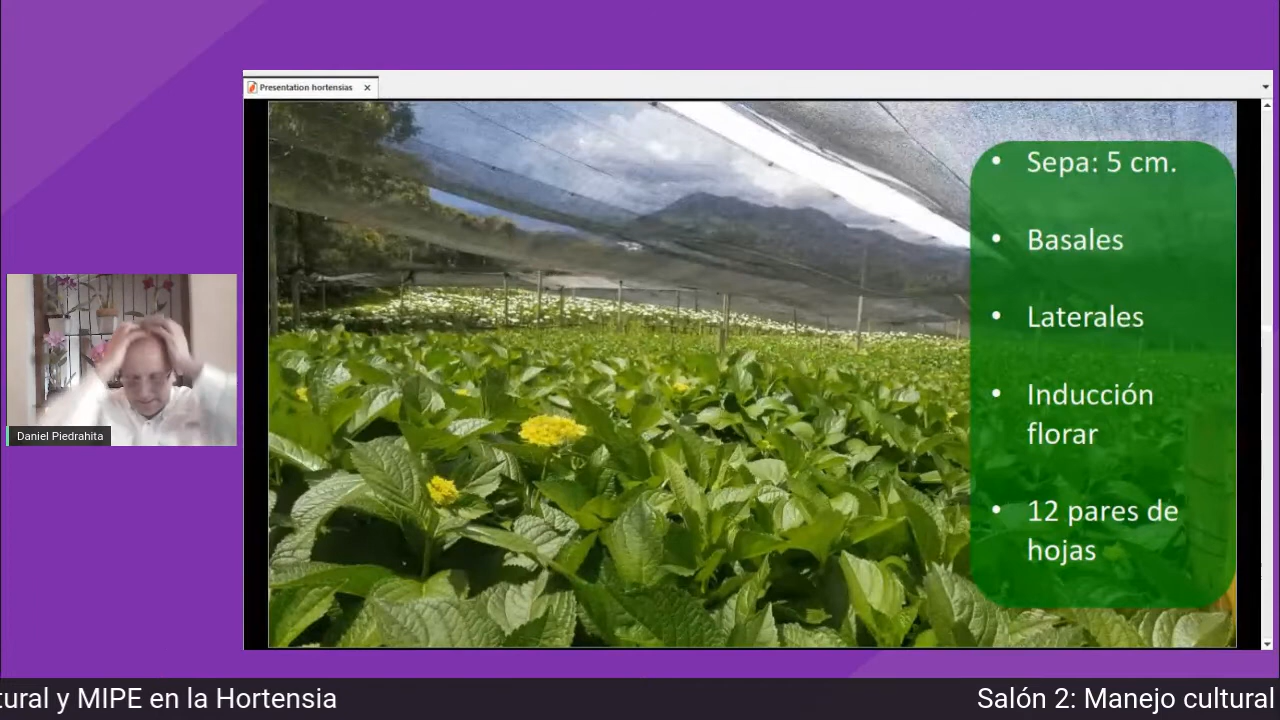 Presentation hortensias
• Sepa: 5 cm.
• Basales
• Laterales
• Inducción
florar
• 12 pares de
hojas
Daniel Piedrahita
tural y MIPE en la Hortensia
Salón 2: Manejo cultural